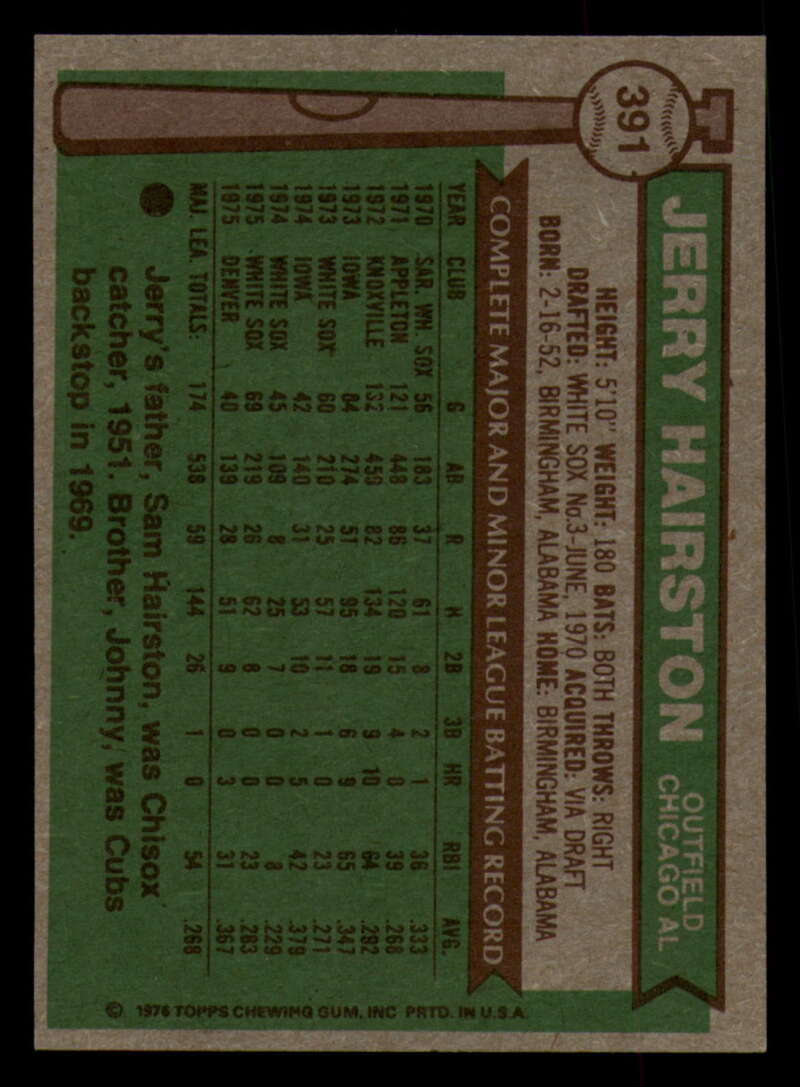 391
JERRY HAIRSTON
OUTFIELD
CHICAGO AL
HEIGHT: 5'10" WEIGHT: 180 BATS: BOTH THROWS: RIGHT
DRAFTED: WHITE SOX No.3-JUNE, 1970 ACQUIRED: VIA DRAFT
BORN: 2-16-52, BIRMINGHAM, ALABAMA HOME: BIRMINGHAM, ALABAMA
COMPLETE MAJOR AND MINOR LEAGUE BATTING RECORD
YEAR CLUB G AB R H 2B 3B HR RBI AVG.
1970 SAR. WH. SOX 56 183 37 61 8 2 1 36 .333
1971 APPLETON 121 448 86 120 15 4 0 39 .268
1972 KNOXVILLE 132 459 82 134 19 9 10 64 .292
1973 IOWA 84 274 51 95 18 6 9 65 .347
1973 WHITE SOX 60 210 25 57 11 1 0 23 .271
1974 IOWA 42 140 31 53 10 2 5 42 .379
1974 WHITE SOX 45 109 8 25 7 0 0 8 .229
1975 WHITE SOX 69 219 26 62 8 0 0 23 .283
1975 DENVER 40 139 28 51 9 0 3 31 .367
MAJ. LEA. TOTALS: 174 538 59 144 26 1 0 54 .268
Jerry's father, Sam Hairston, was Chisox
catcher, 1951. Brother, Johnny, was Cubs
backstop in 1969.
© 1976 TOPPS CHEWING GUM, INC PRTD. IN U.S.A.